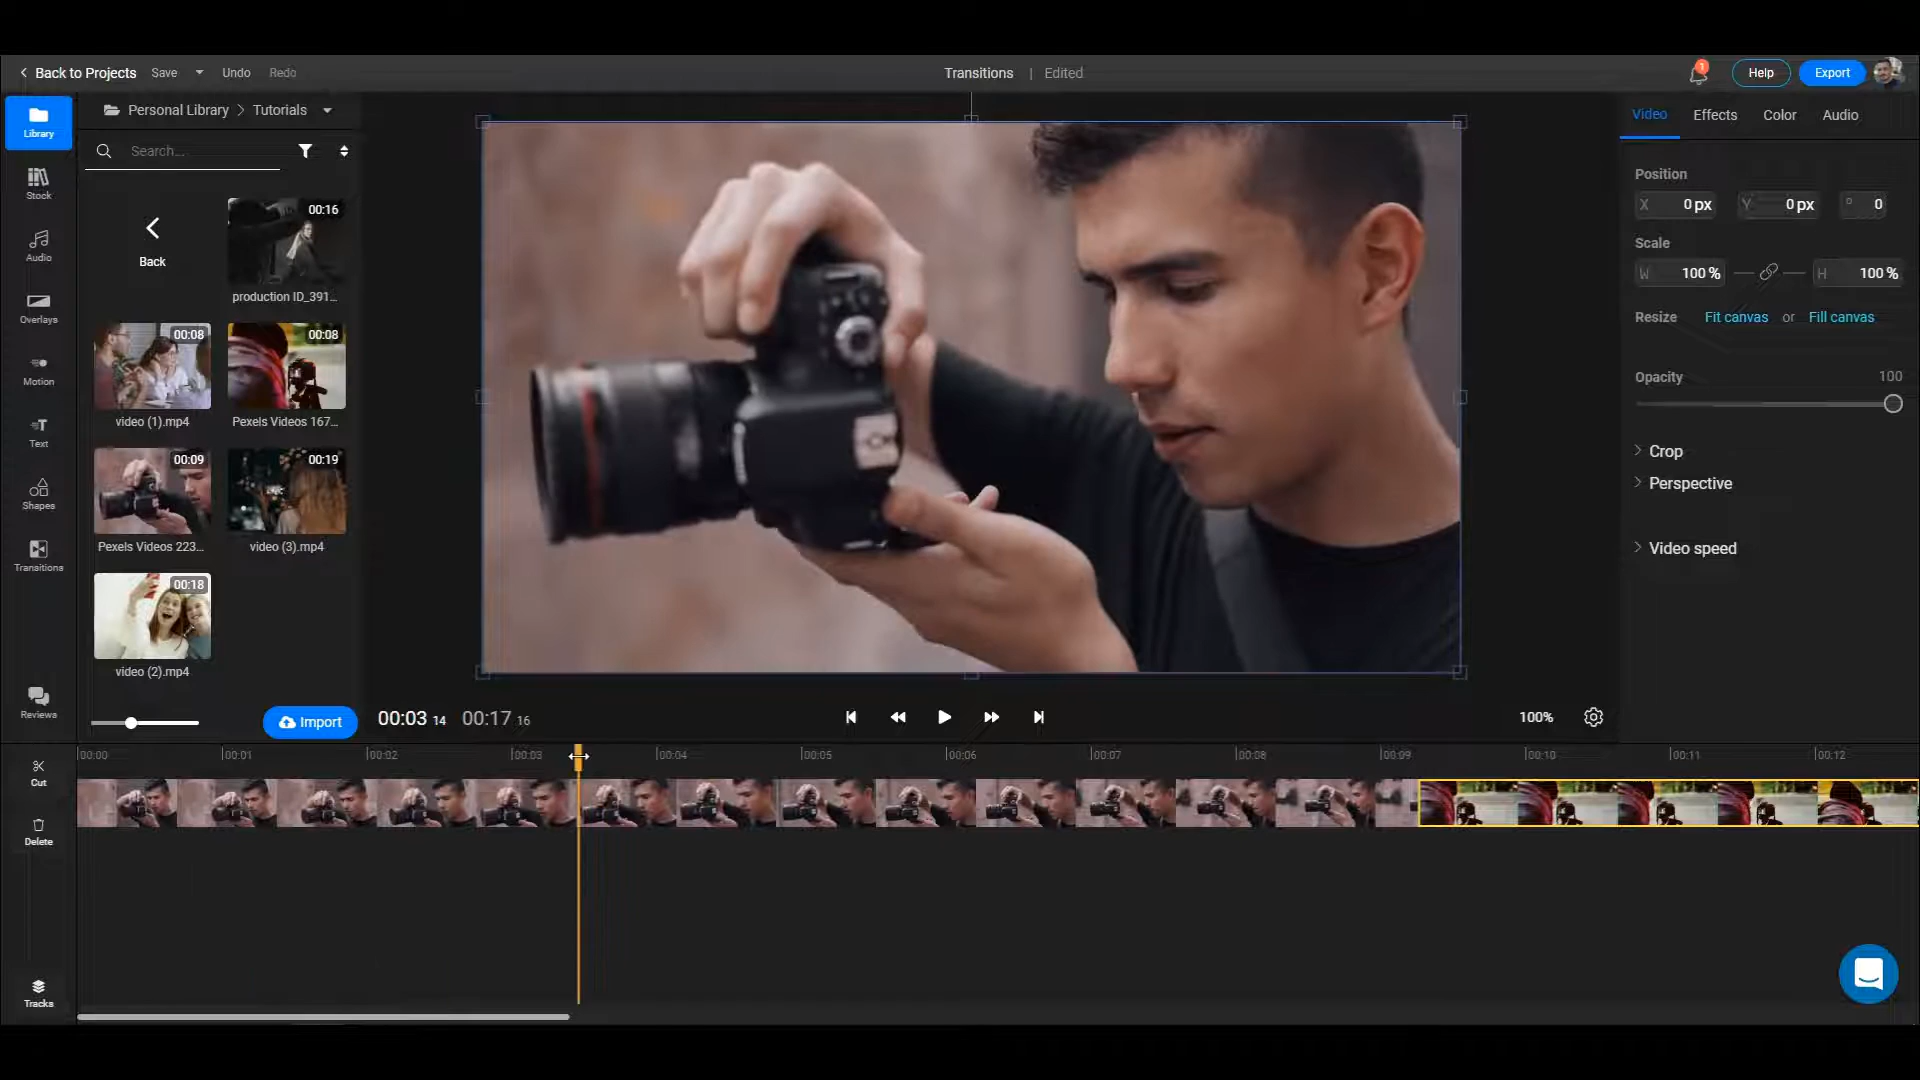 Back to Projects Save Undo Redo
Transitions | Edited
1 Help Export
Library
Stock
Audio
Overlays
Motion
Text
Shapes
Transitions
Reviews
Personal Library > Tutorials
Search...
Back
00:16
production ID_391...
00:08
video (1).mp4
00:08
Pexels Videos 167...
00:09
Pexels Videos 223...
00:19
video (3).mp4
00:18
video (2).mp4
Import
00:03 14 00:17 16
100%
Video Effects Color Audio
Position
X 0 px Y 0 px ° 0
Scale
W 100 % H 100 %
Resize Fit canvas or Fill canvas
Opacity 100
Crop
Perspective
Video speed
00:00 00:01 00:02 00:03 00:04 00:05 00:06 00:07 00:08 00:09 00:10 00:11 00:12
Cut
Delete
Tracks